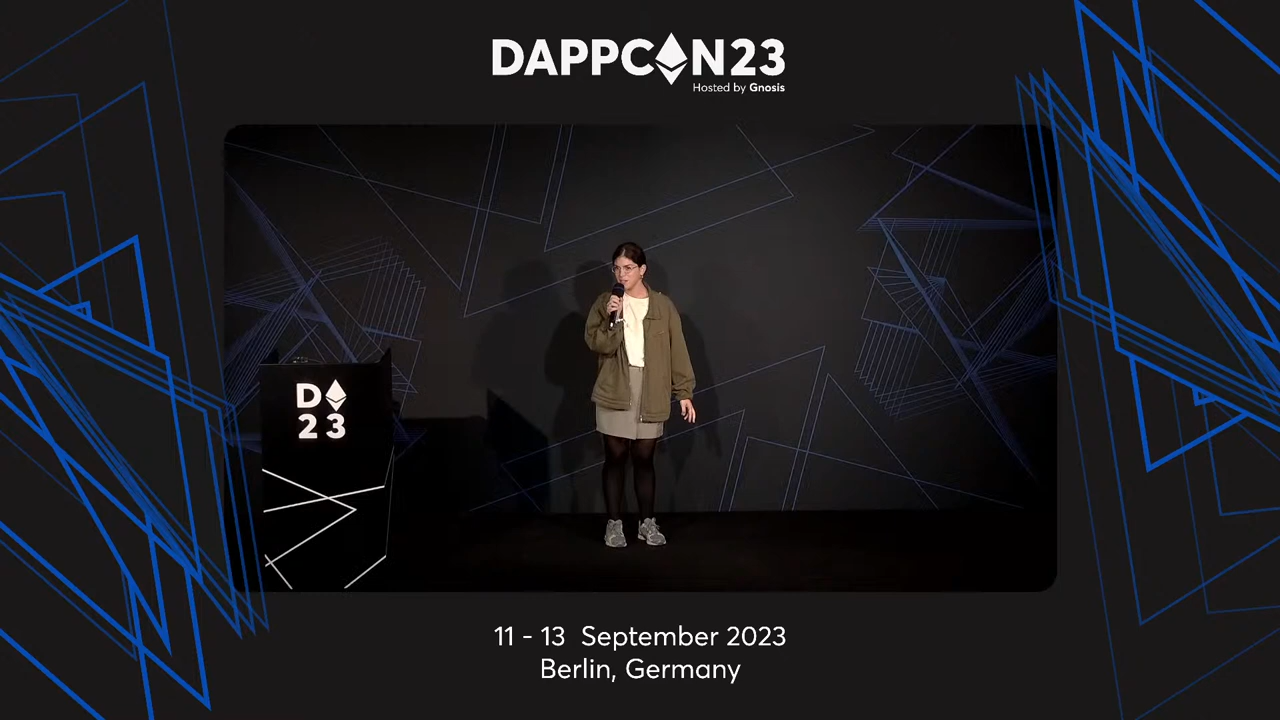 DAPPCON23
Hosted by Gnosis
D
23
11 - 13 September 2023
Berlin, Germany